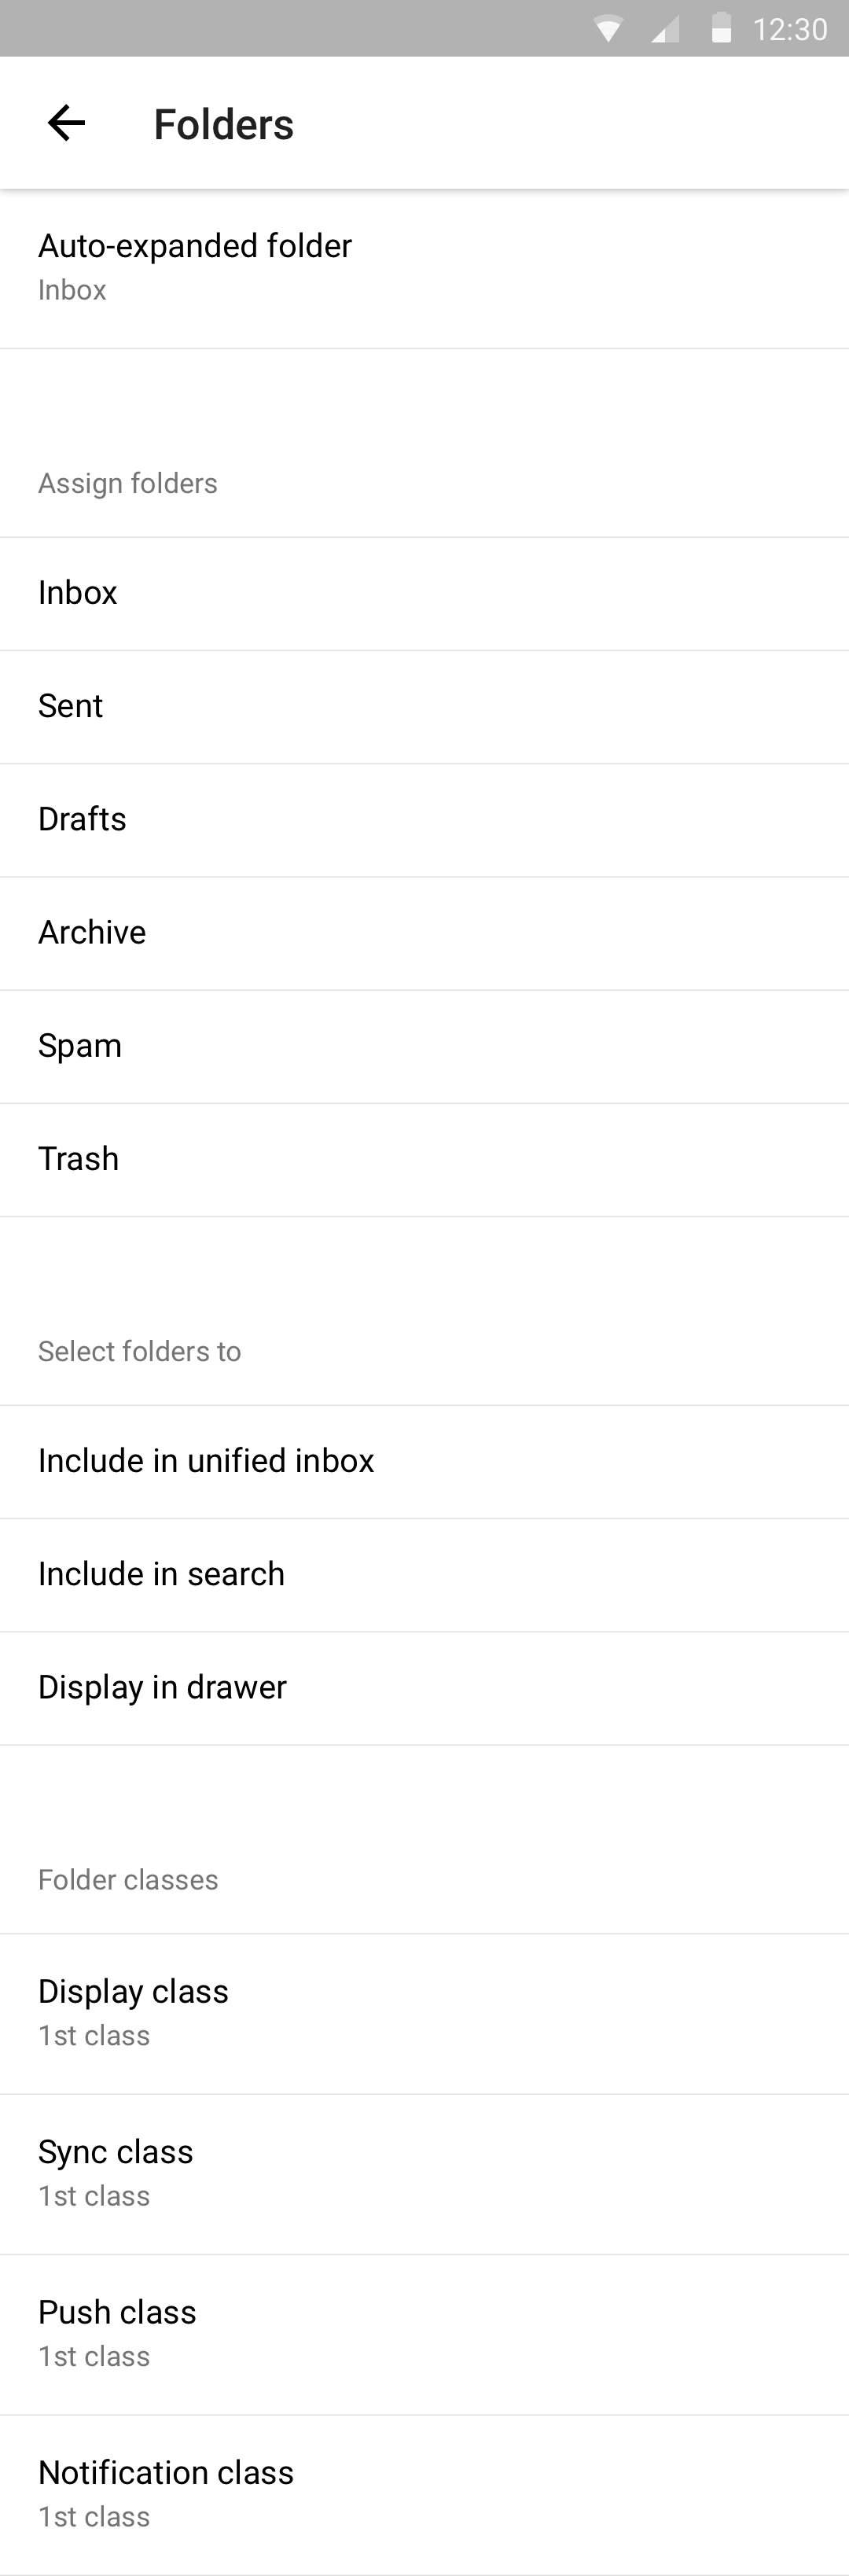 12:30
Folders
Auto-expanded folder
Inbox
Assign folders
Inbox
Sent
Drafts
Archive
Spam
Trash
Select folders to
Include in unified inbox
Include in search
Display in drawer
Folder classes
Display class
1st class
Sync class
1st class
Push class
1st class
Notification class
1st class